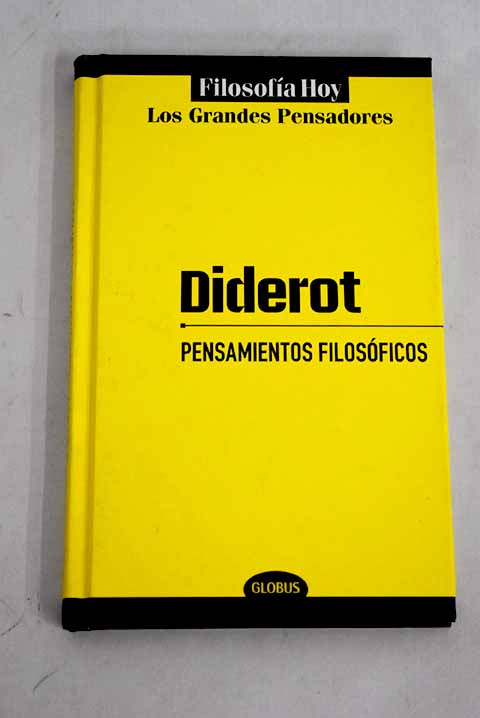 Filosofía Hoy
Los Grandes Pensadores
Diderot
PENSAMIENTOS FILOSÓFICOS
GLOBUS